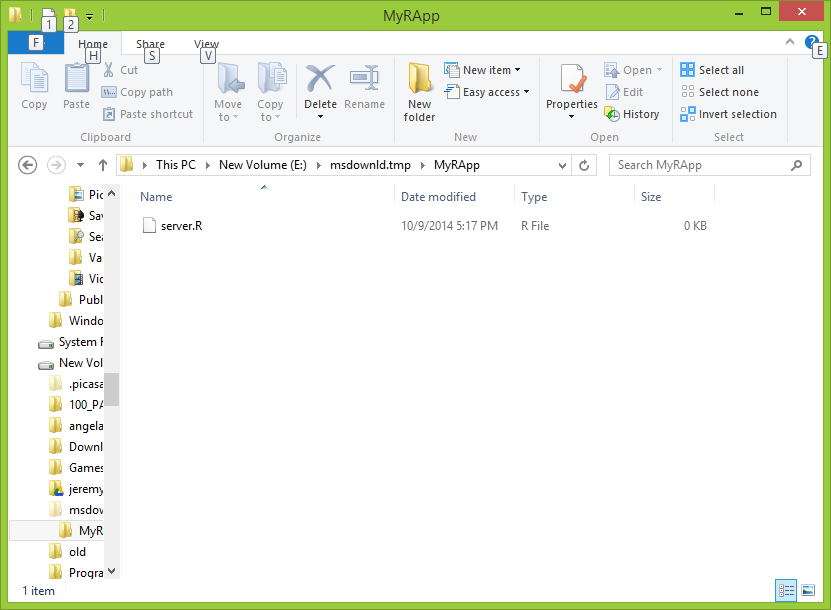 MyRApp
1 2
F Home Share View
H S V E
Copy Paste Cut Copy path Paste shortcut
Move to Copy to Delete Rename
New folder New item Easy access
Properties Open Edit History
Select all Select none Invert selection
Clipboard Organize New Open Select
This PC New Volume (E:) msdownld.tmp MyRApp Search MyRApp
Name Date modified Type Size
server.R 10/9/2014 5:17 PM R File 0 KB
Pic
Sav
Sea
Va
Vic
Publ
Windo
System F
New Vol
.picasa
100_PA
angela
Downl
Games
jeremy
msdow
MyR
old
Progra
1 item